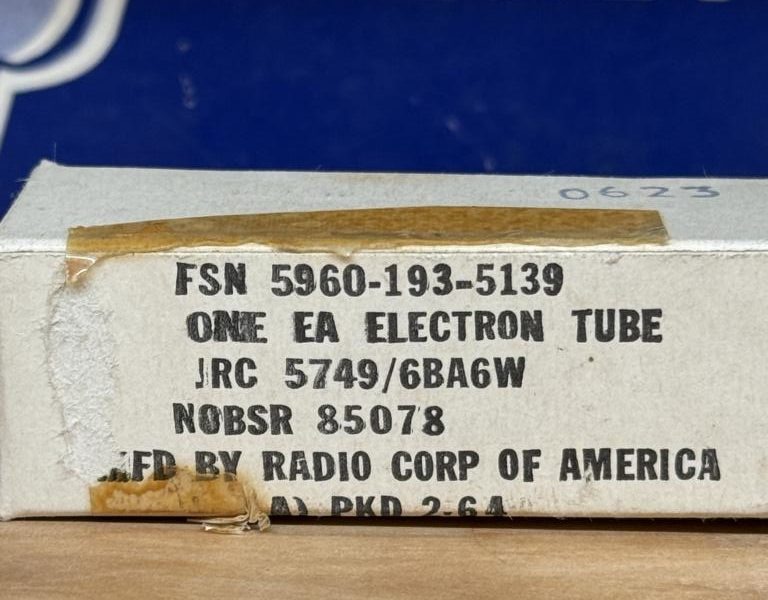 0623
FSN 5960-193-5139
ONE EA ELECTRON TUBE
JRC 5749/6BA6W
NOBSR 85078
MFD BY RADIO CORP OF AMERICA
A) PKD 2-64